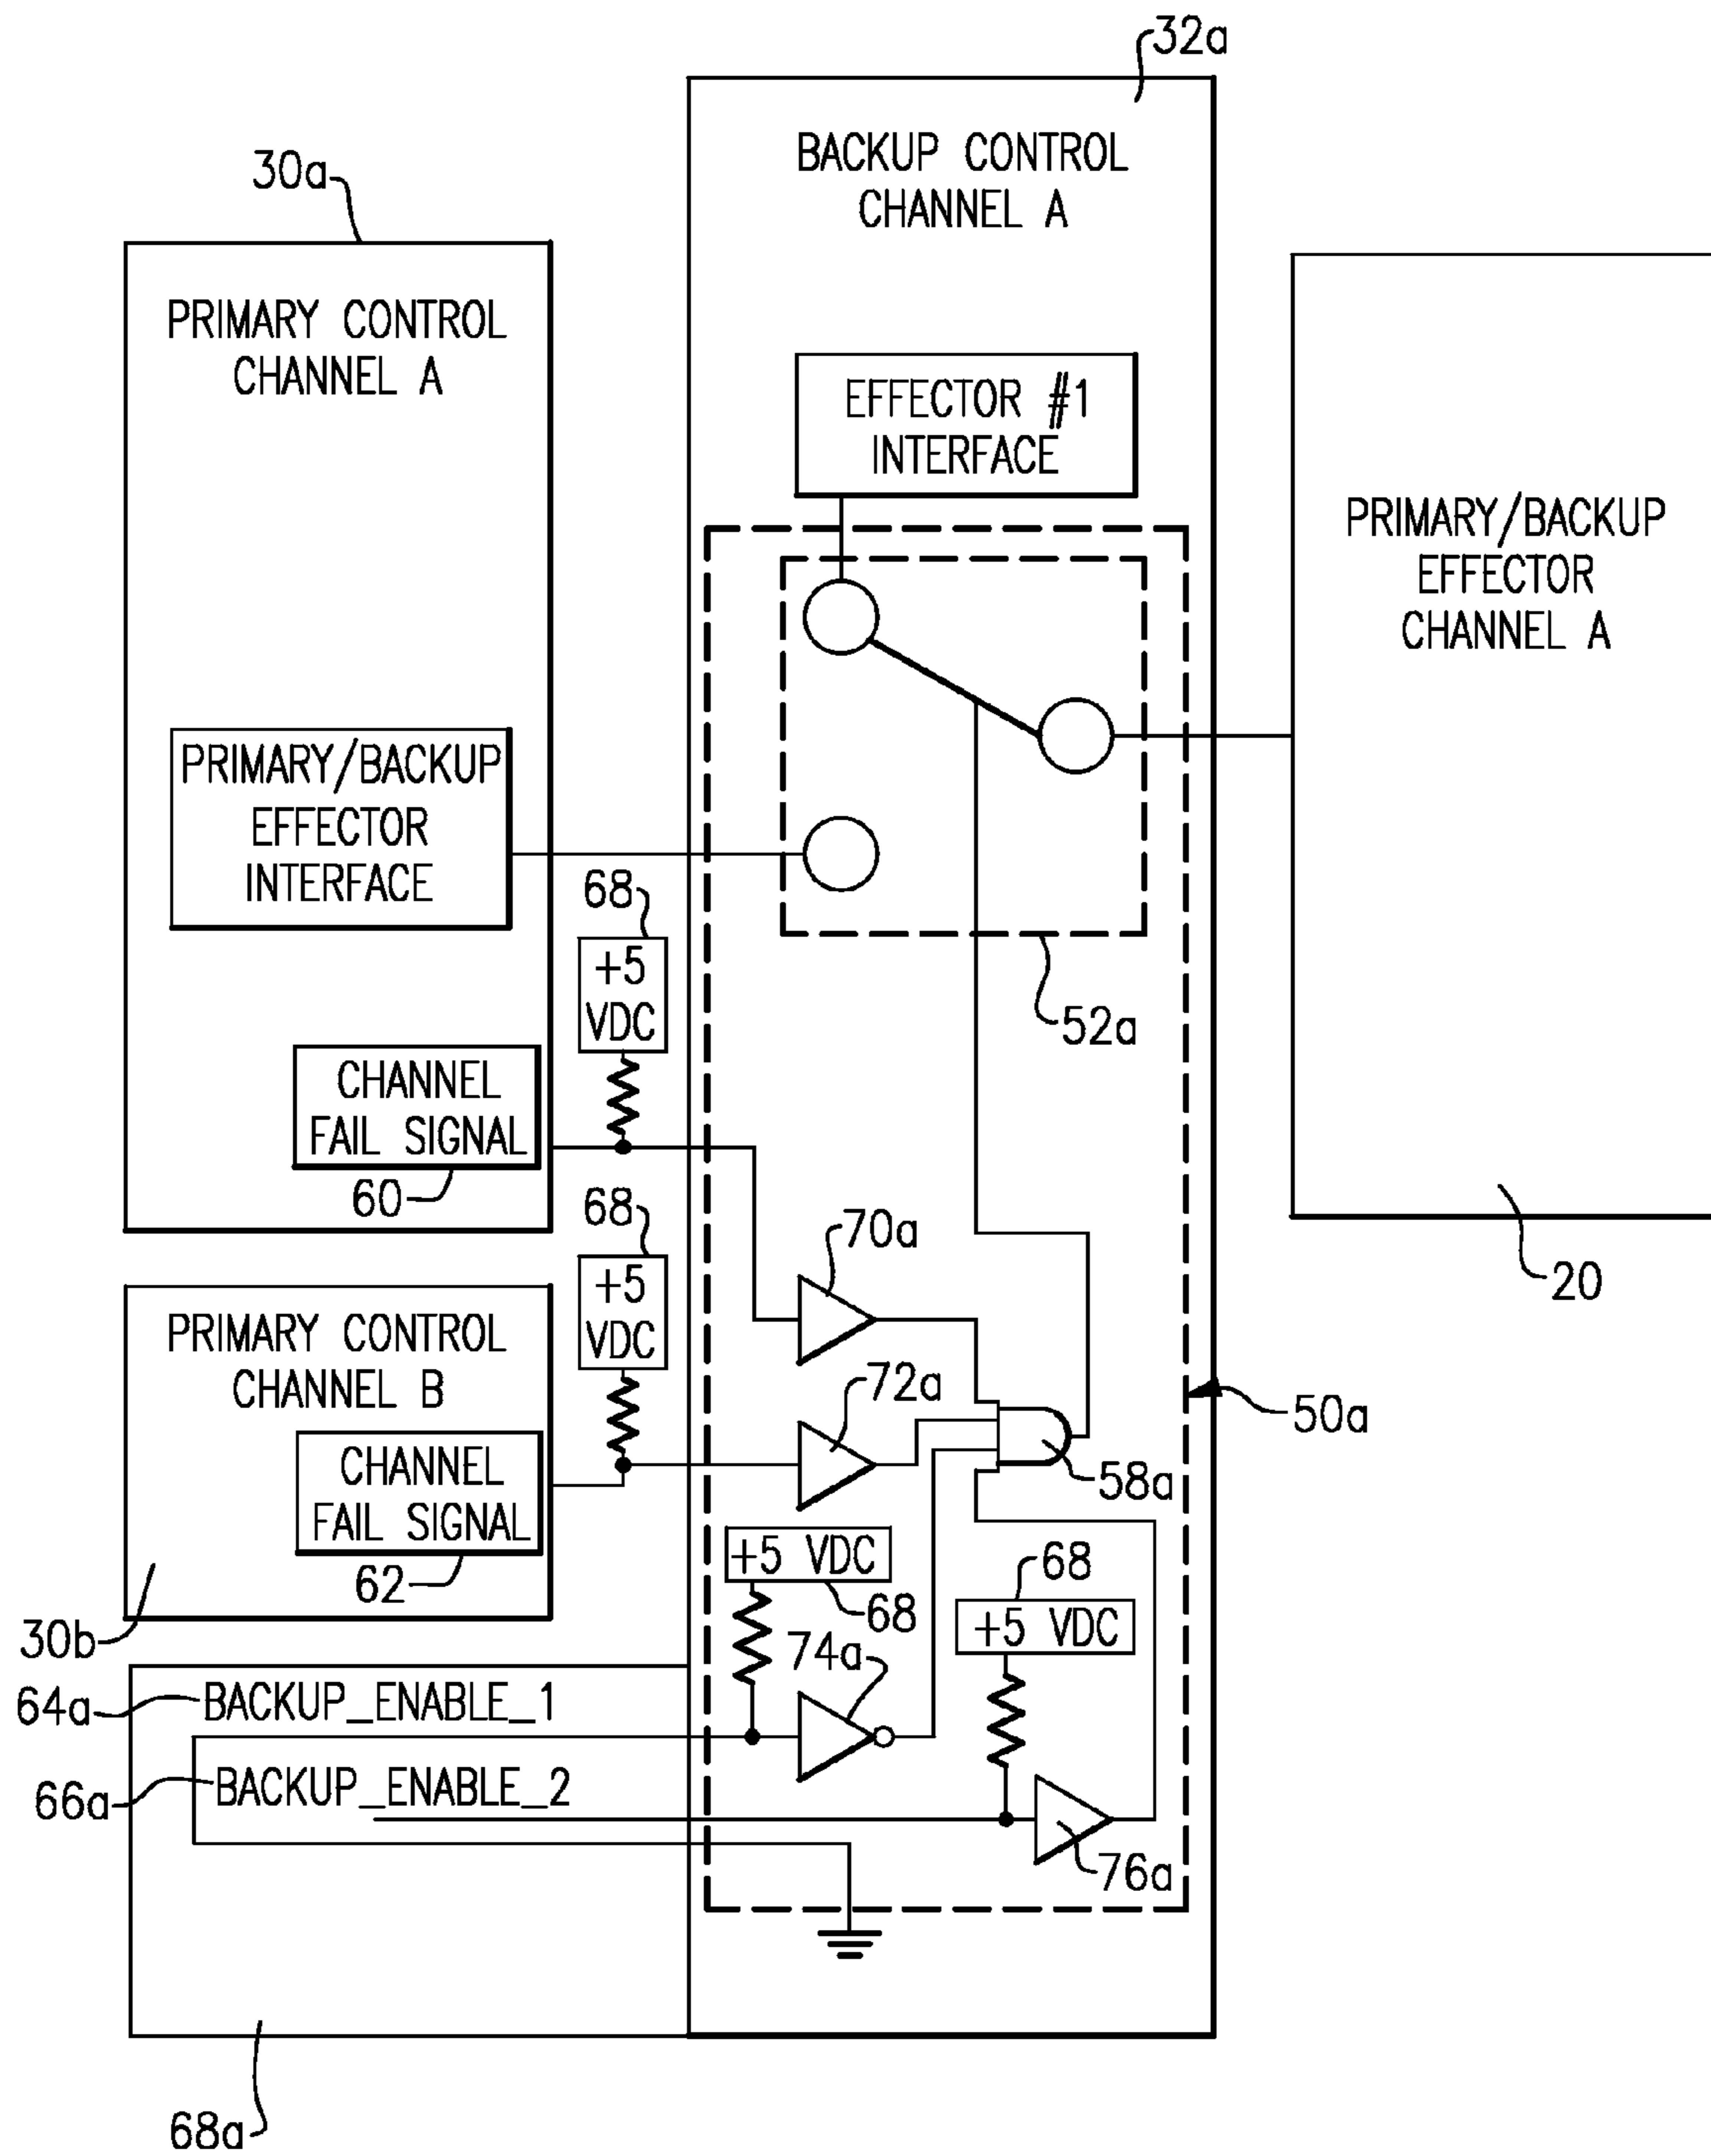 32a
BACKUP CONTROL
CHANNEL A
30a
PRIMARY CONTROL
CHANNEL A
EFFECTOR #1
INTERFACE
PRIMARY/BACKUP
EFFECTOR
CHANNEL A
PRIMARY/BACKUP
EFFECTOR
INTERFACE
68
+5
VDC
52a
CHANNEL
FAIL SIGNAL
60
68
+5
VDC
70a
20
PRIMARY CONTROL
CHANNEL B
72a
50a
58a
CHANNEL
FAIL SIGNAL
62
+5 VDC
68
68
+5 VDC
30b
74a
64a
BACKUP_ENABLE_1
66a
BACKUP_ENABLE_2
76a
68a